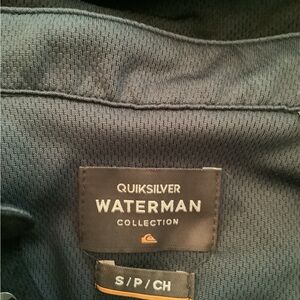 QUIKSILVER
WATERMAN
COLLECTION
S/P/CH